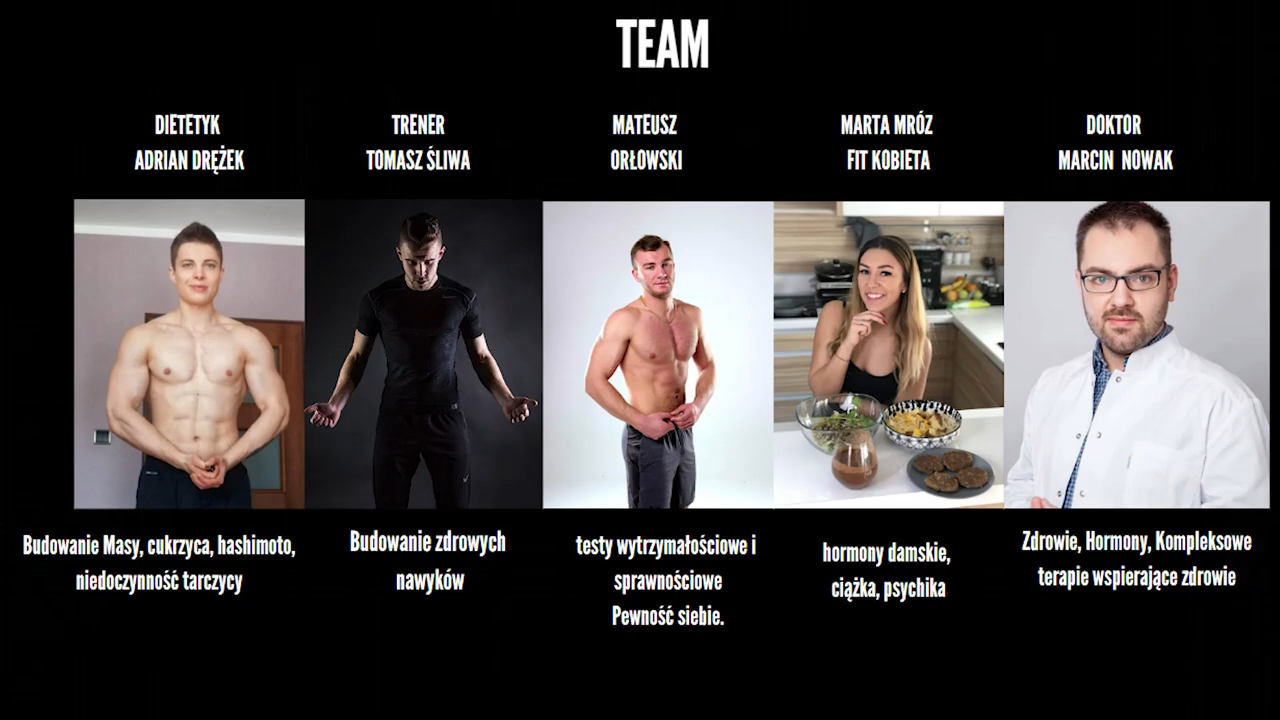 TEAM
DIETETYK
ADRIAN DRĘŻEK
TRENER
TOMASZ ŚLIWA
MATEUSZ
ORŁOWSKI
MARTA MRÓZ
FIT KOBIETA
DOKTOR
MARCIN NOWAK
Budowanie Masy, cukrzyca, hashimoto,
niedoczynność tarczycy
Budowanie zdrowych
nawyków
testy wytrzymałościowe i
sprawnościowe
Pewność siebie.
hormony damskie,
ciążka, psychika
Zdrowie, Hormony, Kompleksowe
terapie wspierające zdrowie